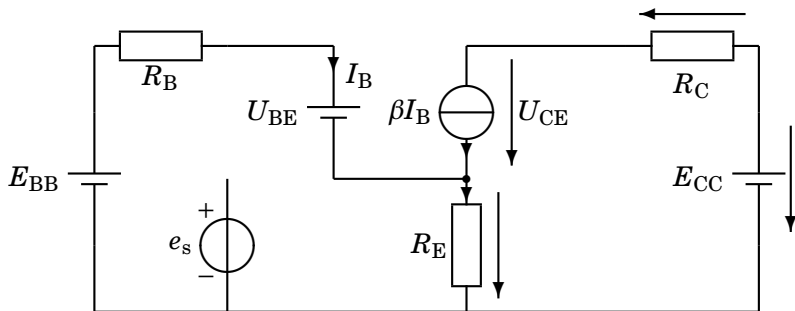 R_B
I_B
R_C
U_BE
βI_B
U_CE
E_BB
E_CC
+
e_s
R_E
−